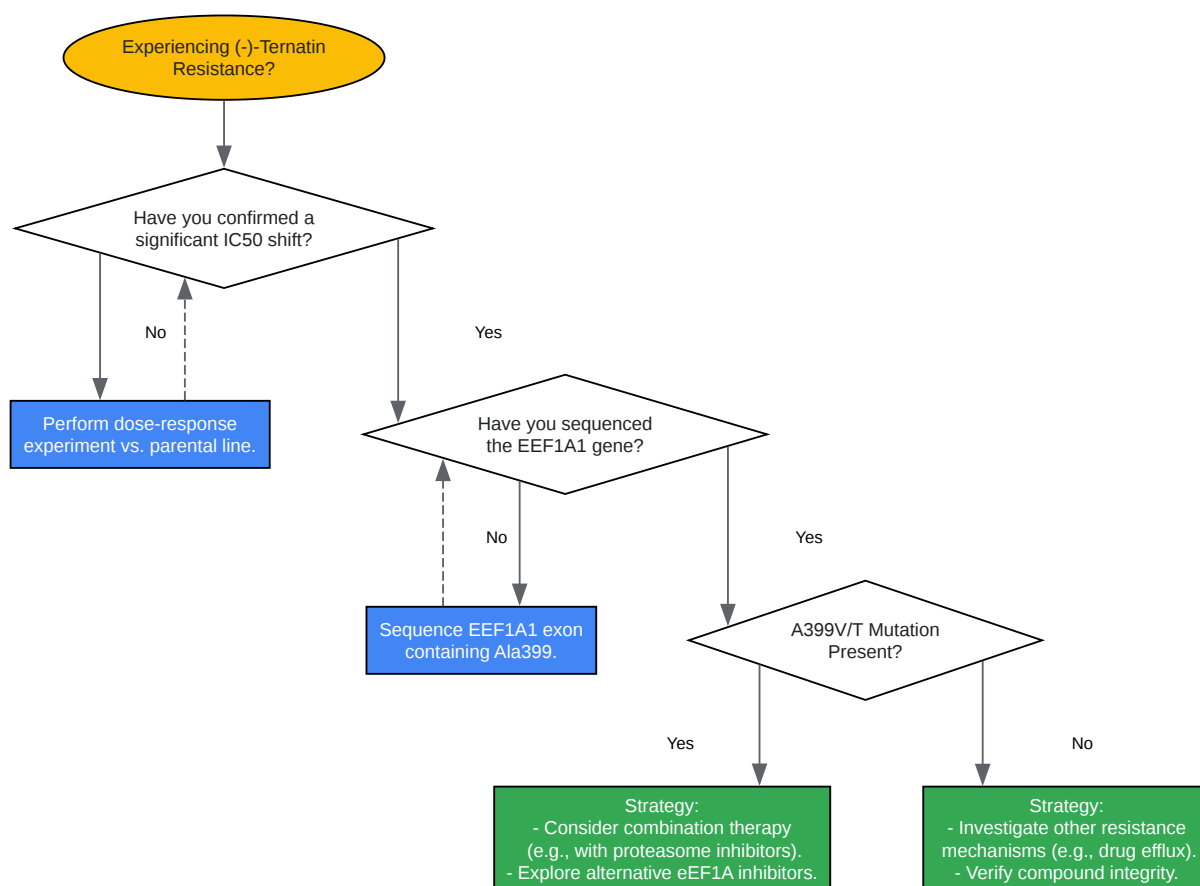 Experiencing (-)-Ternatin
Resistance?
Have you confirmed a
significant IC50 shift?
No
Yes
Perform dose-response
experiment vs. parental line.
Have you sequenced
the EEF1A1 gene?
No
Yes
Sequence EEF1A1 exon
containing Ala399.
A399V/T Mutation
Present?
Yes
No
Strategy:
- Consider combination therapy
(e.g., with proteasome inhibitors).
- Explore alternative eEF1A inhibitors.
Strategy:
- Investigate other resistance
mechanisms (e.g., drug efflux).
- Verify compound integrity.